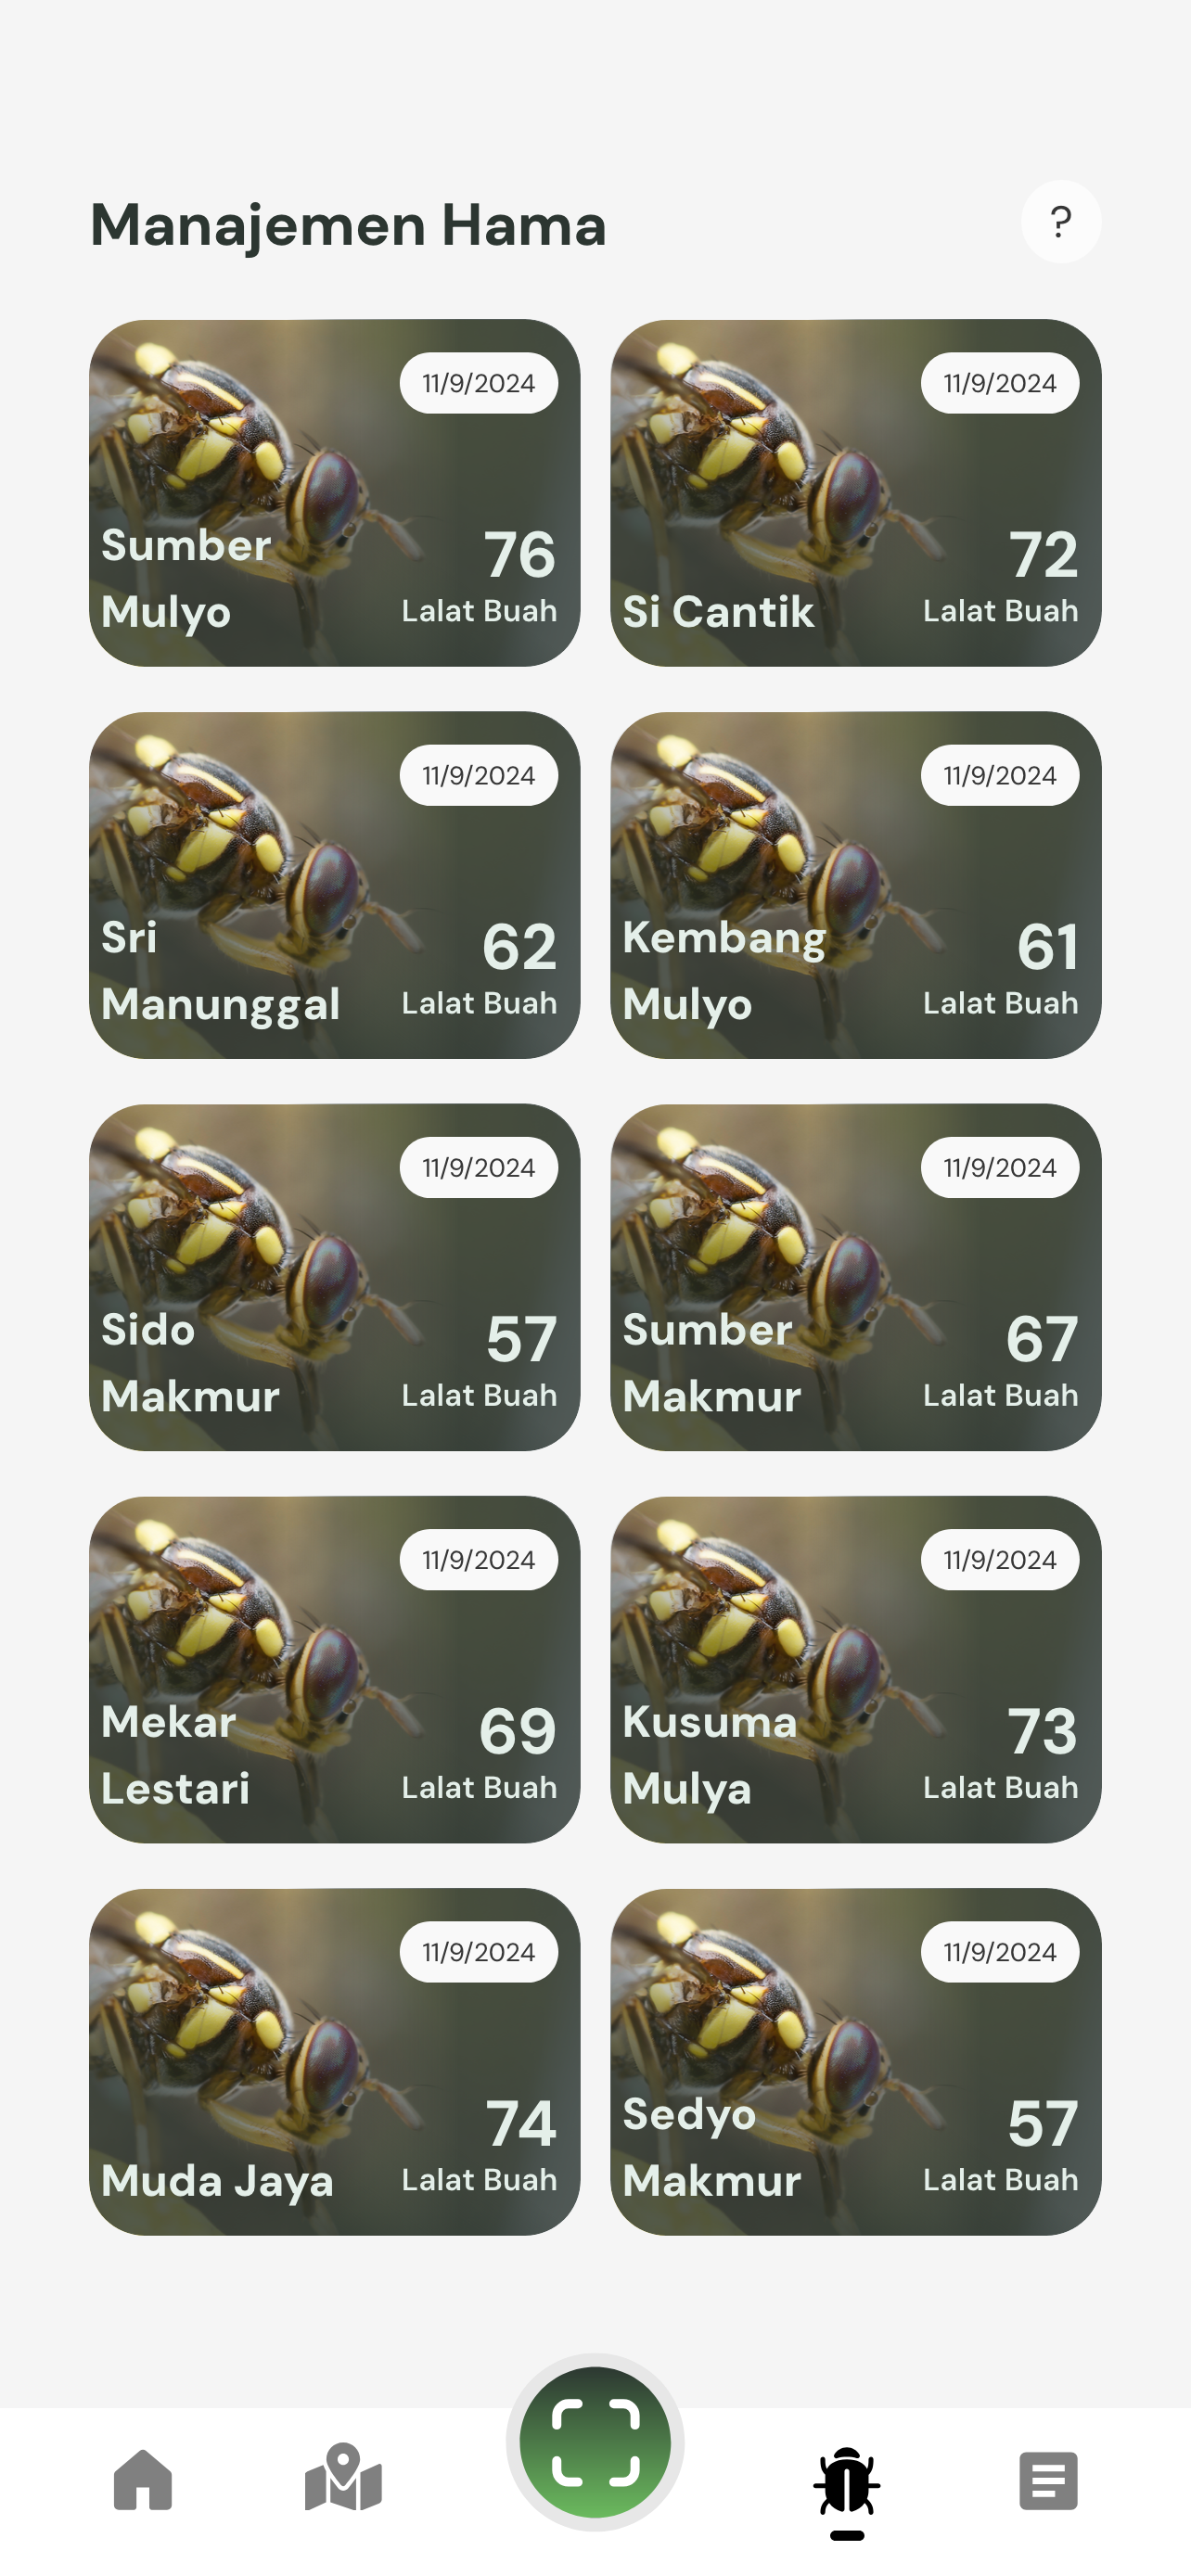 Manajemen Hama
?
11/9/2024
Sumber
Mulyo
76
Lalat Buah
11/9/2024
Si Cantik
72
Lalat Buah
11/9/2024
Sri
Manunggal
62
Lalat Buah
11/9/2024
Kembang
Mulyo
61
Lalat Buah
11/9/2024
Sido
Makmur
57
Lalat Buah
11/9/2024
Sumber
Makmur
67
Lalat Buah
11/9/2024
Mekar
Lestari
69
Lalat Buah
11/9/2024
Kusuma
Mulya
73
Lalat Buah
11/9/2024
Muda Jaya
74
Lalat Buah
11/9/2024
Sedyo
Makmur
57
Lalat Buah